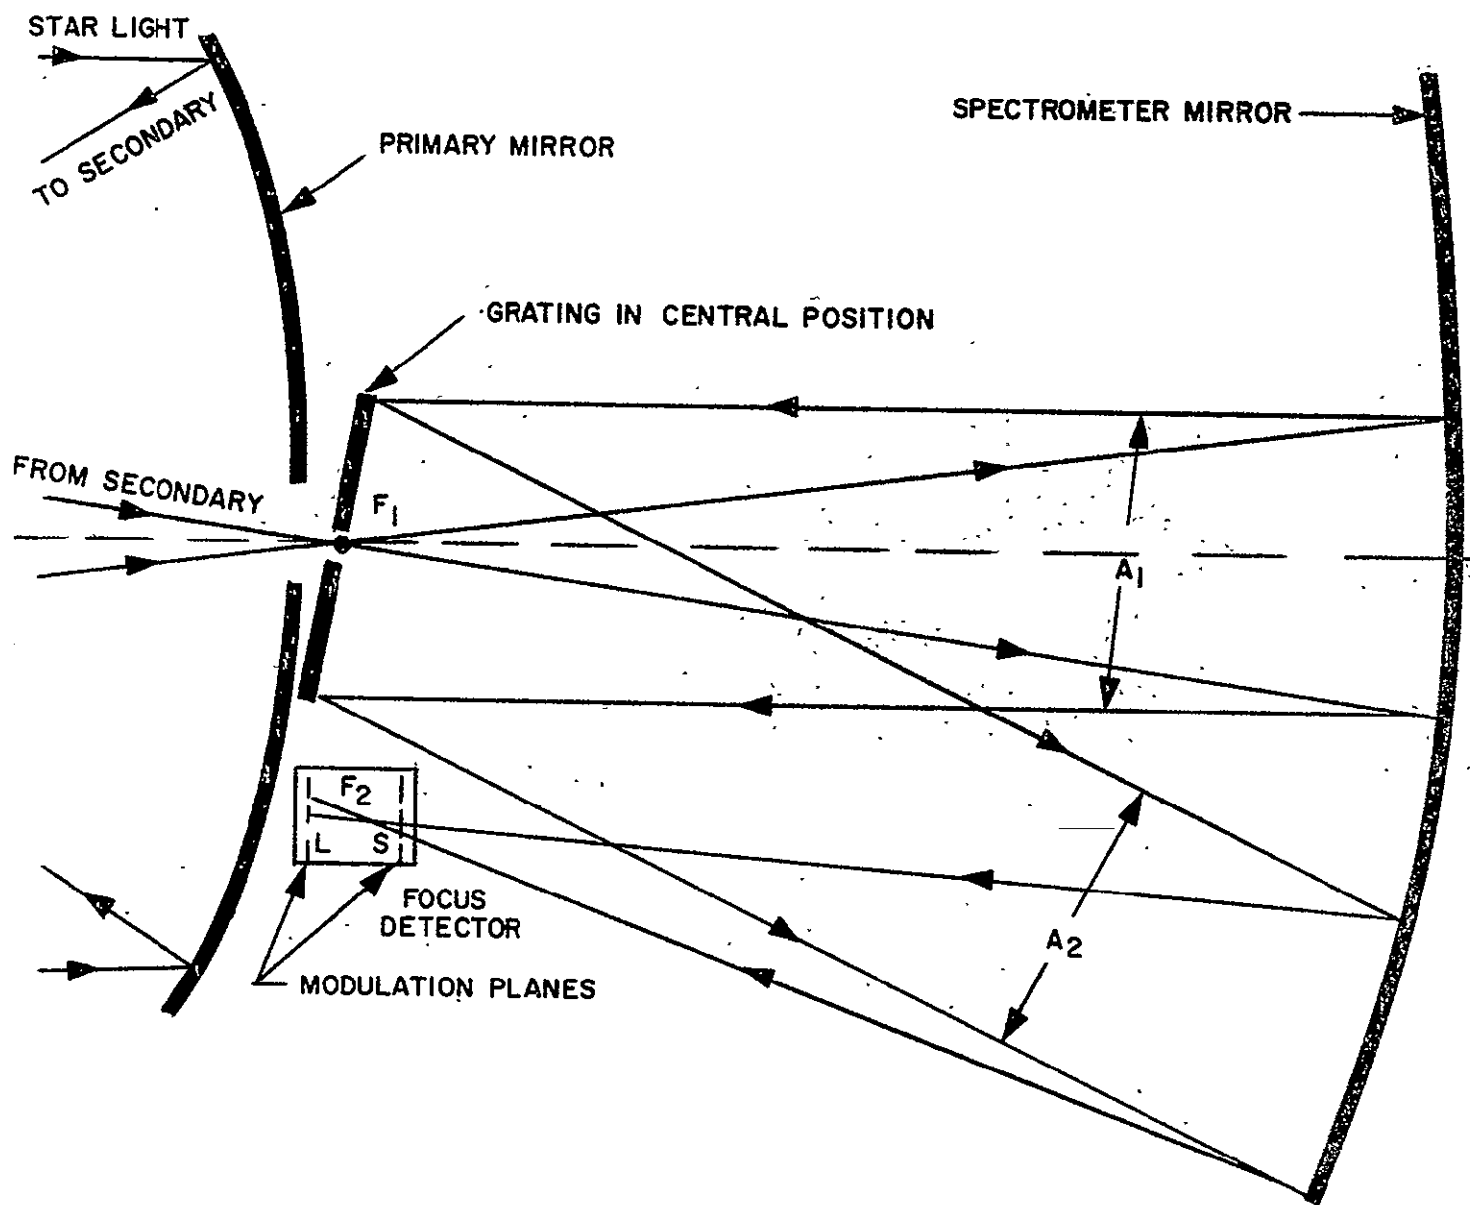 STAR LIGHT
TO SECONDARY
PRIMARY MIRROR
SPECTROMETER MIRROR
GRATING IN CENTRAL POSITION
FROM SECONDARY
F1
A1
F2
L S
FOCUS
DETECTOR
A2
MODULATION PLANES